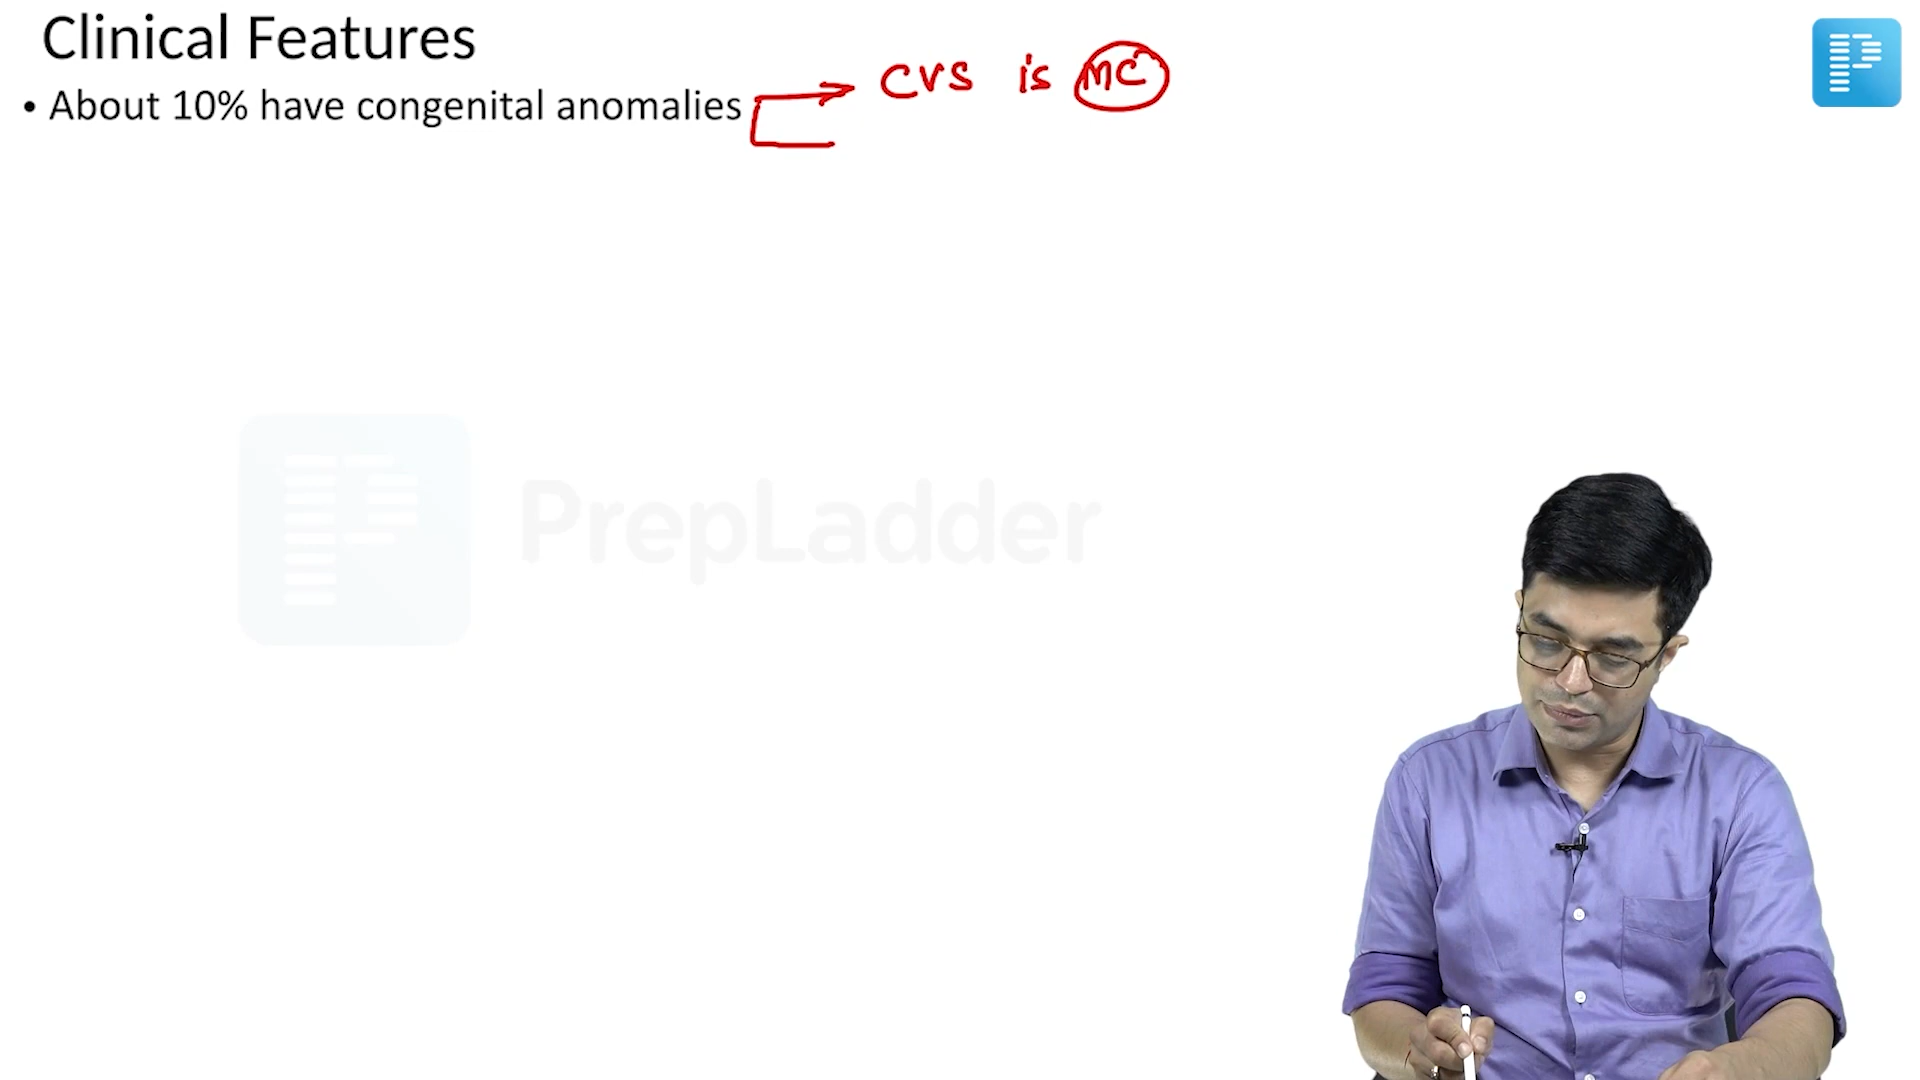 Clinical Features
• About 10% have congenital anomalies
CVS is MC
PrepLadder